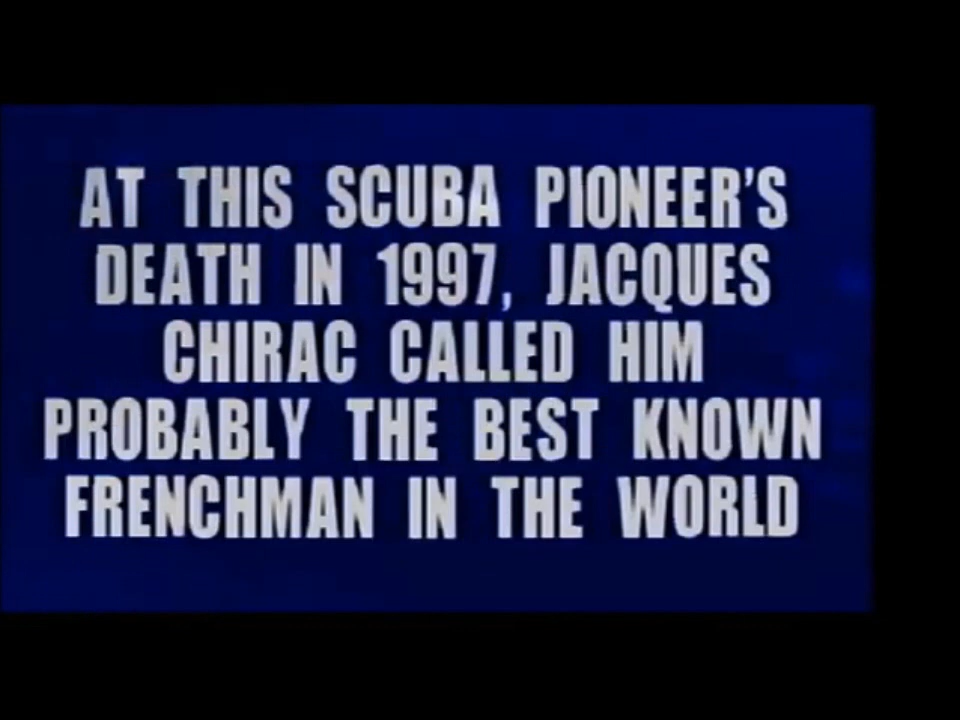 AT THIS SCUBA PIONEER'S
DEATH IN 1997, JACQUES
CHIRAC CALLED HIM
PROBABLY THE BEST KNOWN
FRENCHMAN IN THE WORLD